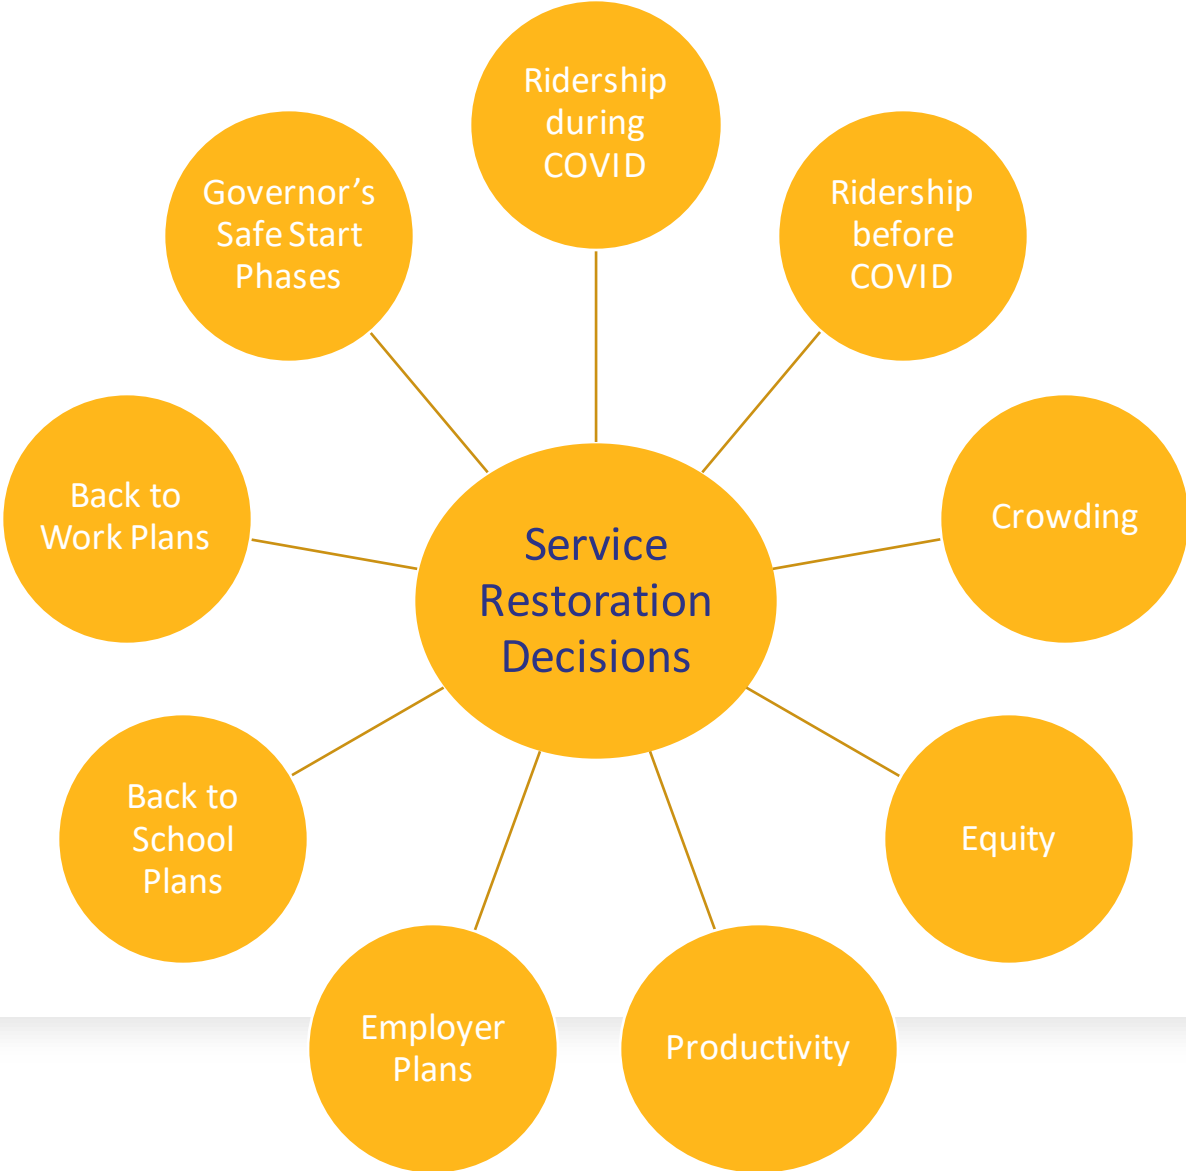 Ridership
during
COVID
Ridership
before
COVID
Crowding
Equity
Productivity
Employer
Plans
Back to
School
Plans
Back to
Work Plans
Governor’s
Safe Start
Phases
Service
Restoration
Decisions